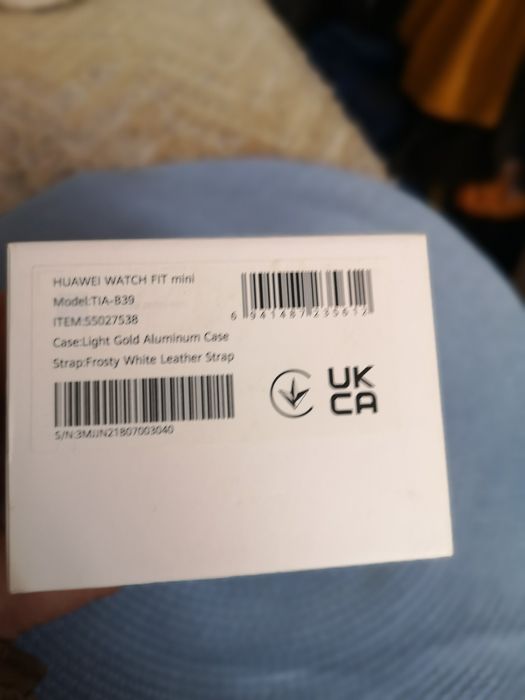 HUAWEI WATCH FIT mini
Model:TIA-B39
ITEM:55027538
Case:Light Gold Aluminum Case
Strap:Frosty White Leather Strap
S/N:3MJJN21807003040
6 941487 235612
UK
CA